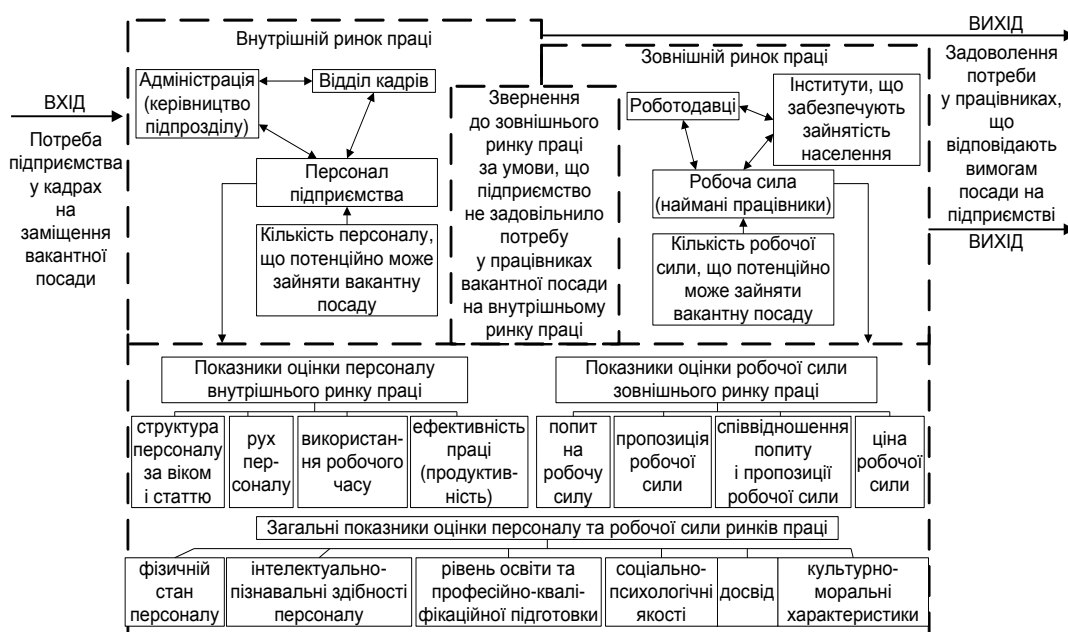 ВХІД
Потреба
підприємства
у кадрах
на
заміщення
вакантної
посади
Внутрішній ринок праці
Адміністрація
(керівництво
підпрозділу)
Відділ кадрів
Персонал
підприємства
Кількість персоналу,
що потенційно може
зайняти вакантну
посаду
Звернення
до зовнішнього
ринку праці
за умови, що
підприємство
не задовільнило
потребу
у працівниках
вакантної посади
на внутрішньому
ринку праці
Зовнішній ринок праці
Роботодавці
Інститути, що
забезпечують
зайнятість
населення
Робоча сила
(наймані працівники)
Кількість робочої
сили, що потенційно
може зайняти
вакантну посаду
ВИХІД
Задоволення
потреби
у працівниках,
що
відповідають
вимогам
посади на
підприємстві
ВИХІД
Показники оцінки персоналу
внутрішнього ринку праці
структура
персоналу
за віком
і статтю
рух
пер-
соналу
використан-
ня робочого
часу
ефективність
праці
(продуктив-
ність)
Показники оцінки робочої сили
зовнішнього ринку праці
попит
на
робочу
силу
пропозиція
робочої
сили
співвідношення
попиту
і пропозиції
робочої сили
ціна
робочої
сили
Загальні показники оцінки персоналу та робочої сили ринків праці
фізичній
стан
персоналу
інтелектуально-
пізнавальні здібності
персоналу
рівень освіти та
професійно-квалі-
фікаційної підготовки
соціально-
психологічні
якості
досвід
культурно-
моральні
характеристики